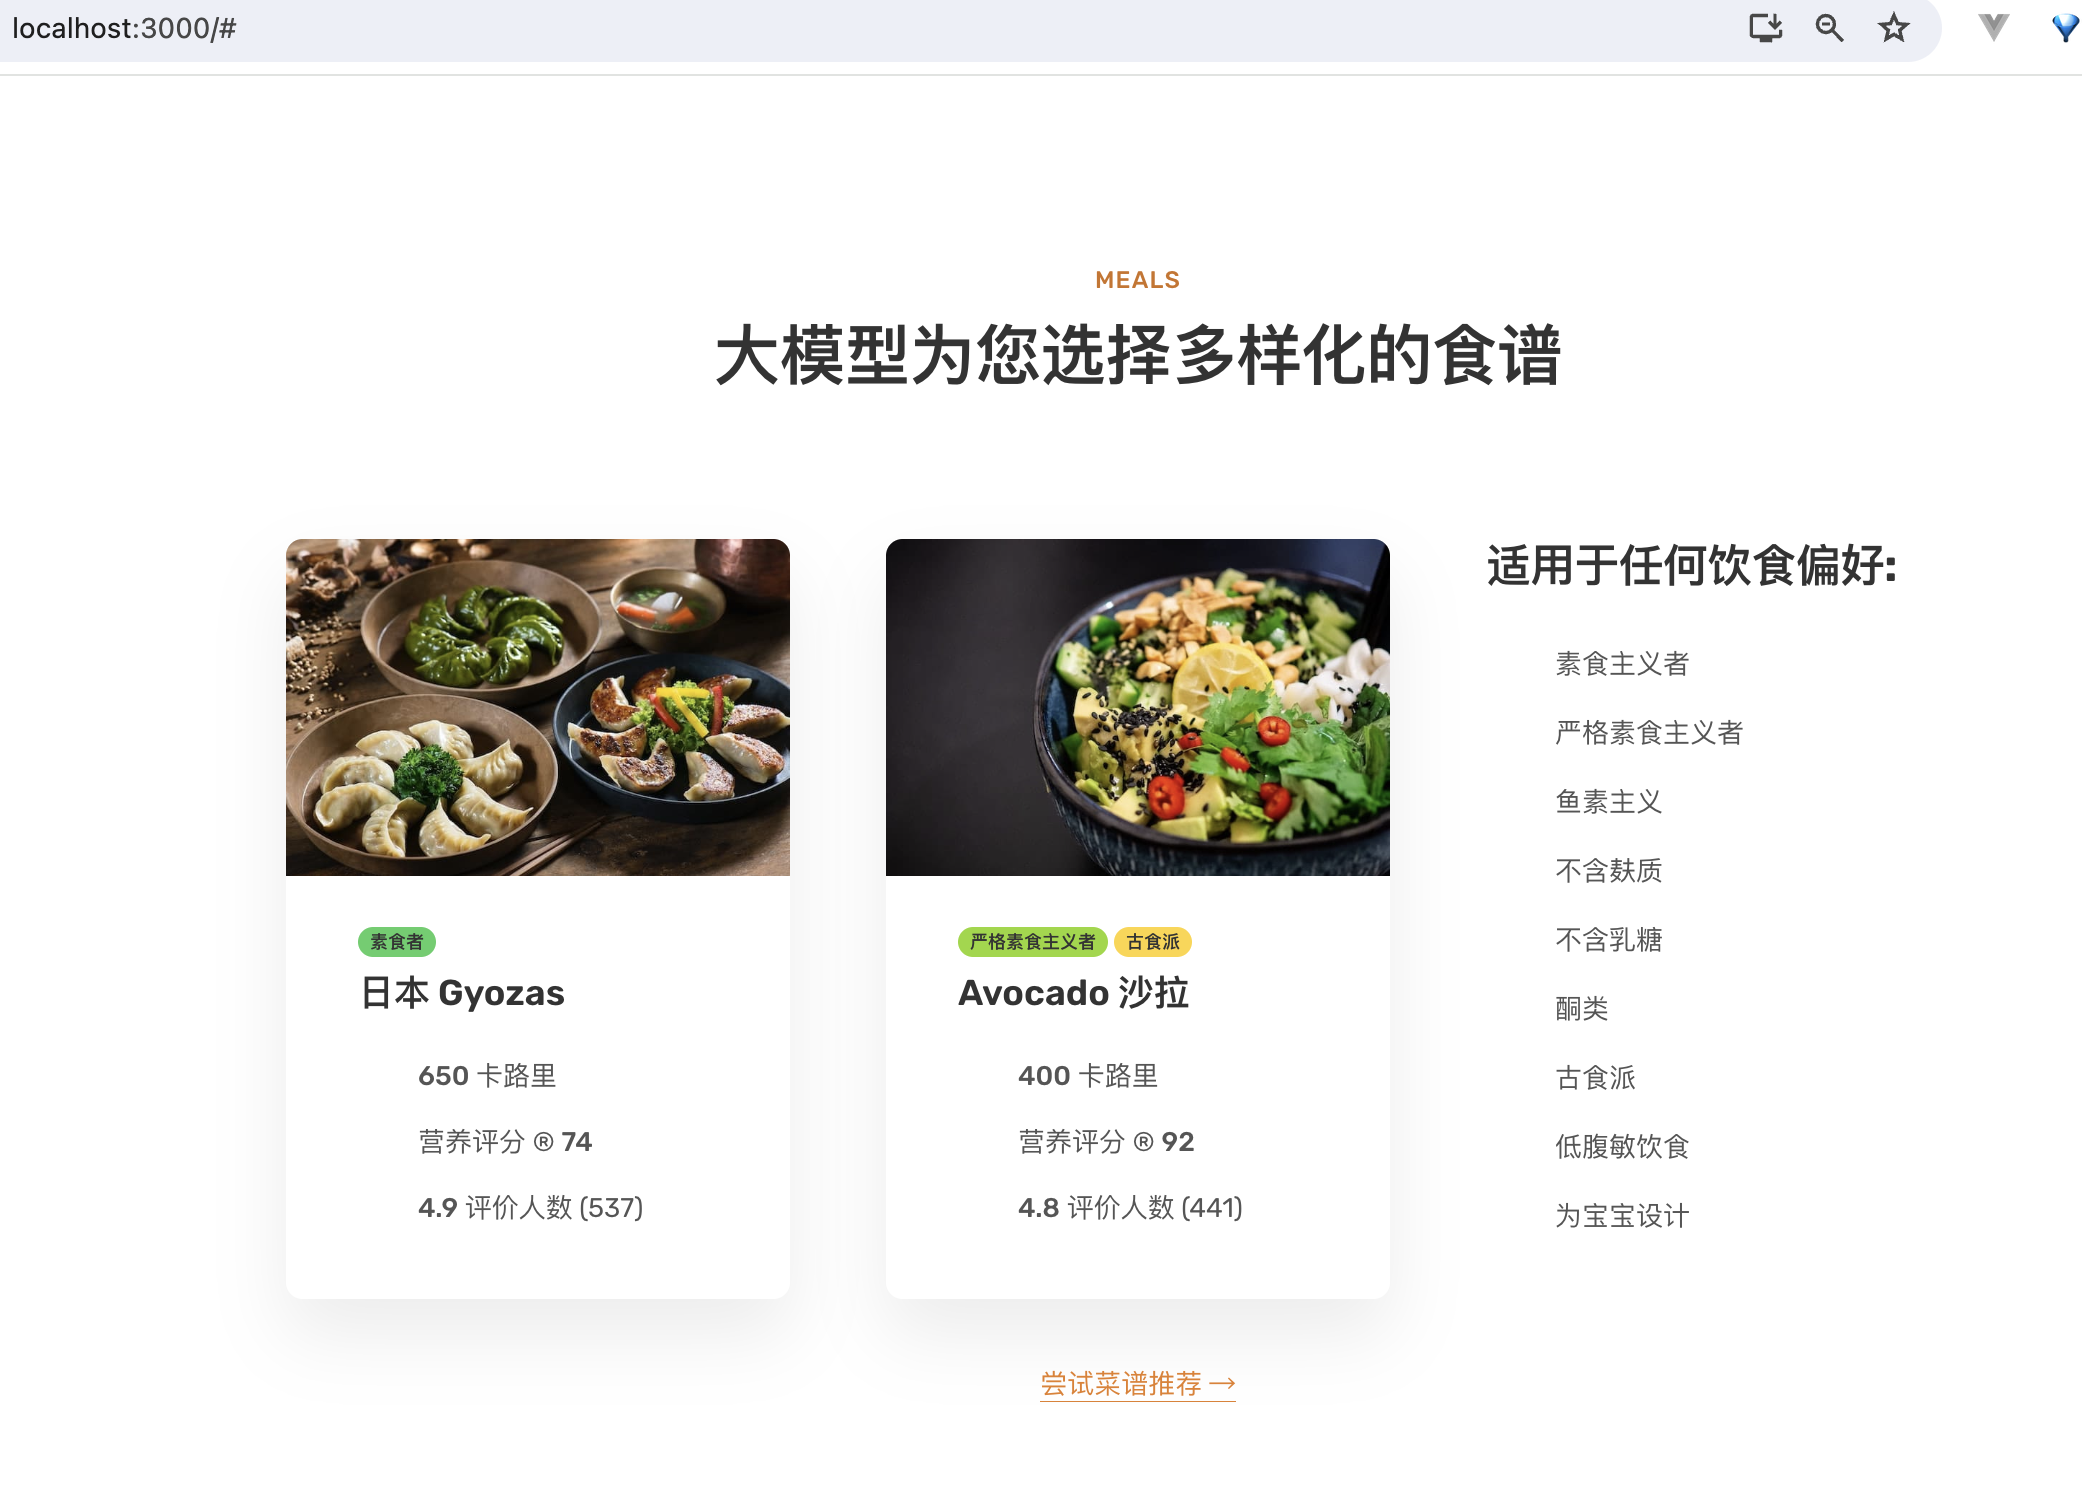 localhost:3000/#
MEALS
大模型为您选择多样化的食谱
素食者
日本 Gyozas
650 卡路里
营养评分 ® 74
4.9 评价人数 (537)
严格素食主义者 古食派
Avocado 沙拉
400 卡路里
营养评分 ® 92
4.8 评价人数 (441)
适用于任何饮食偏好:
素食主义者
严格素食主义者
鱼素主义
不含麸质
不含乳糖
酮类
古食派
低腹敏饮食
为宝宝设计
尝试菜谱推荐 →